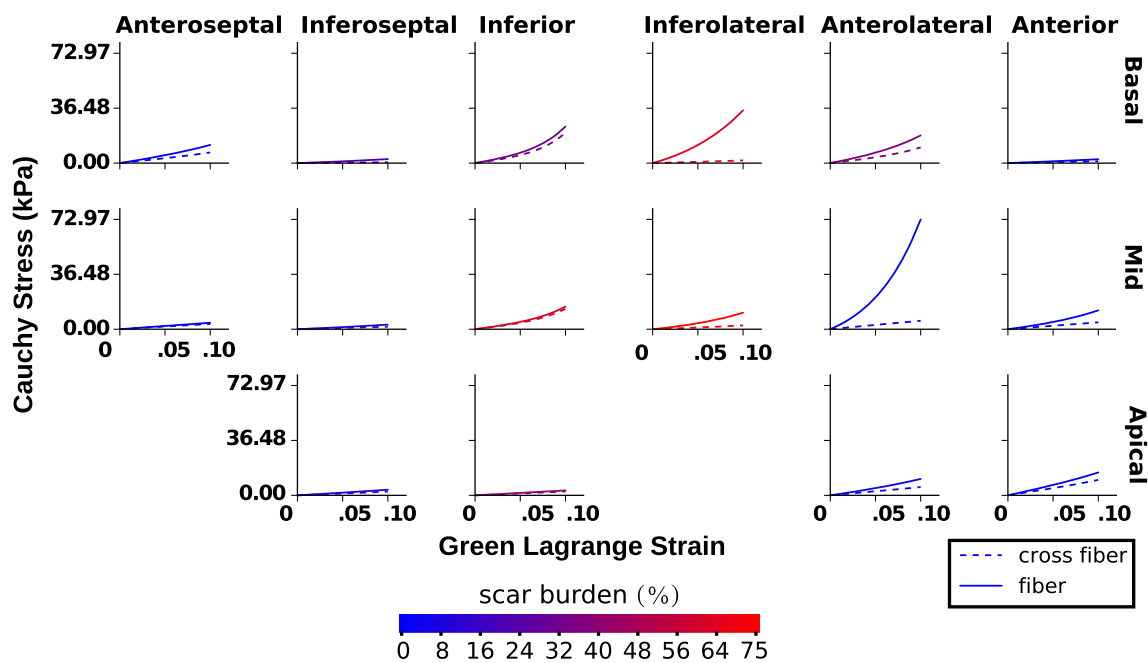 Anteroseptal Inferoseptal Inferior Inferolateral Anterolateral Anterior
72.97
36.48
0.00
Basal
Cauchy Stress (kPa)
72.97
36.48
0.00
Mid
0 .05 .10 0 .05 .10
72.97
36.48
0.00
Apical
0 .05 .10 0 .05 .10 0 .05 .10 0 .05 .10
Green Lagrange Strain
cross fiber
fiber
scar burden (%)
0 8 16 24 32 40 48 56 64 75